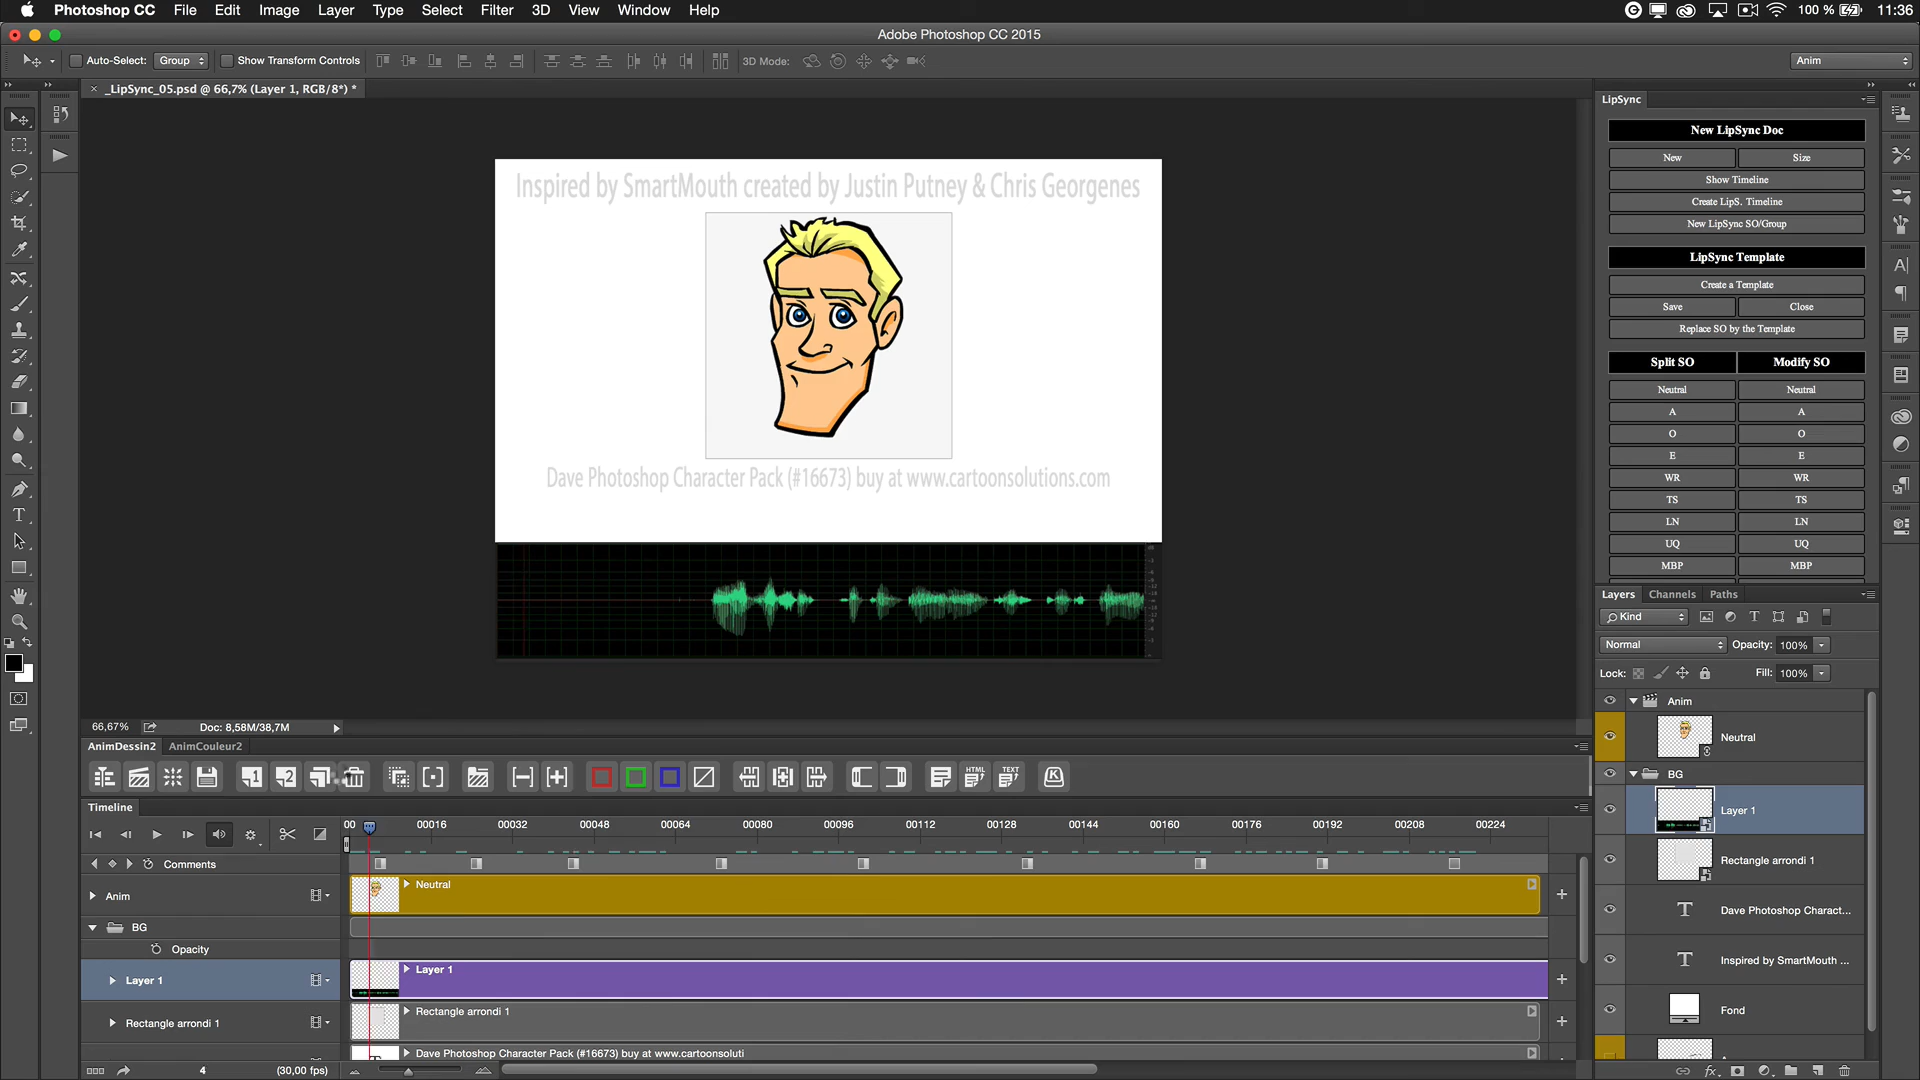 Photoshop CC File Edit Image Layer Type Select Filter 3D View Window Help 100 % 11:36
Adobe Photoshop CC 2015
Auto-Select: Group Show Transform Controls 3D Mode: Anim
_LipSync_05.psd @ 66,7% (Layer 1, RGB/8*) *
Inspired by SmartMouth created by Justin Putney & Chris Georgenes
Dave Photoshop Character Pack (#16673) buy at www.cartoonsolutions.com
66,67% Doc: 8,58M/38,7M
LipSync
New LipSync Doc
New Size
Show Timeline
Create LipS. Timeline
New LipSync SO/Group
LipSync Template
Create a Template
Save Close
Replace SO by the Template
Split SO Modify SO
Neutral Neutral
A A
O O
E E
WR WR
TS TS
LN LN
UQ UQ
MBP MBP
Layers Channels Paths
Kind
Normal Opacity: 100%
Lock: Fill: 100%
Anim
Neutral
BG
Layer 1
Rectangle arrondi 1
Dave Photoshop Charact...
Inspired by SmartMouth ...
Fond
AnimDessin2 AnimCouleur2
1 2 HTML TEXT K
Timeline
00 00016 00032 00048 00064 00080 00096 00112 00128 00144 00160 00176 00192 00208 00224
Comments
Anim Neutral
BG
Opacity
Layer 1 Layer 1
Rectangle arrondi 1 Rectangle arrondi 1
Dave Photoshop Character Pack (#16673) buy at www.cartoonsoluti
4 (30,00 fps)